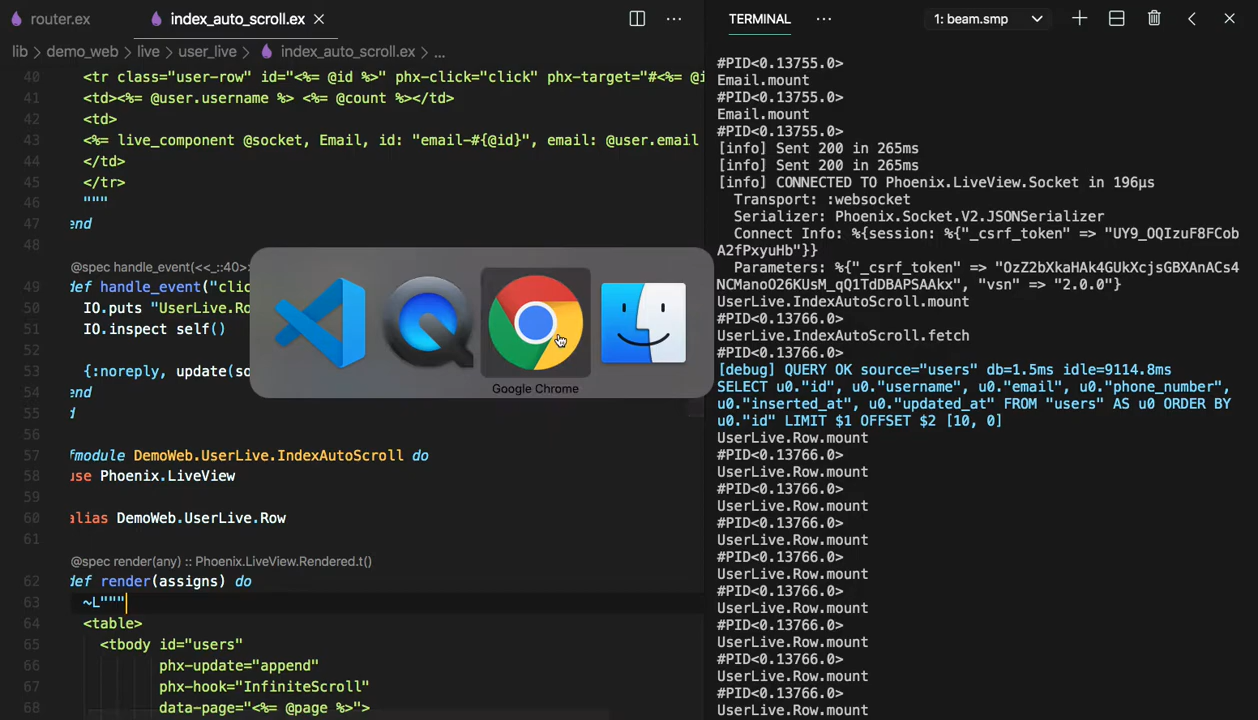 router.ex
index_auto_scroll.ex
lib > demo_web > live > user_live > index_auto_scroll.ex > ...
40 <tr class="user-row" id="<%= @id %>" phx-click="click" phx-target="#<%= @i
41 <td><%= @user.username %> <%= @count %></td>
42 <td>
43 <%= live_component @socket, Email, id: "email-#{@id}", email: @user.email
44 </td>
45 </tr>
46 """
47 end
48
@spec handle_event(<<_::40>>
49 def handle_event("clic
50 IO.puts "UserLive.Ro
51 IO.inspect self()
52
53 {:noreply, update(so
54 end
55 d
56
57 fmodule DemoWeb.UserLive.IndexAutoScroll do
58 use Phoenix.LiveView
59
60 alias DemoWeb.UserLive.Row
61
@spec render(any) :: Phoenix.LiveView.Rendered.t()
62 def render(assigns) do
63 ~L"""
64 <table>
65 <tbody id="users"
66 phx-update="append"
67 phx-hook="InfiniteScroll"
68 data-page="<%= @page %>">
Google Chrome
TERMINAL
...
1: beam.smp
#PID<0.13755.0>
Email.mount
#PID<0.13755.0>
Email.mount
#PID<0.13755.0>
[info] Sent 200 in 265ms
[info] Sent 200 in 265ms
[info] CONNECTED TO Phoenix.LiveView.Socket in 196µs
Transport: :websocket
Serializer: Phoenix.Socket.V2.JSONSerializer
Connect Info: %{session: %{"_csrf_token" => "UY9_OQIzuF8FCob
A2fPxyuHb"}}
Parameters: %{"_csrf_token" => "OzZ2bXkaHAk4GUkXcjsGBXAnACs4
NCManoO26KUsM_qQ1TdDBAPSAAkx", "vsn" => "2.0.0"}
UserLive.IndexAutoScroll.mount
#PID<0.13766.0>
UserLive.IndexAutoScroll.fetch
#PID<0.13766.0>
[debug] QUERY OK source="users" db=1.5ms idle=9114.8ms
SELECT u0."id", u0."username", u0."email", u0."phone_number",
u0."inserted_at", u0."updated_at" FROM "users" AS u0 ORDER BY
u0."id" LIMIT $1 OFFSET $2 [10, 0]
UserLive.Row.mount
#PID<0.13766.0>
UserLive.Row.mount
#PID<0.13766.0>
UserLive.Row.mount
#PID<0.13766.0>
UserLive.Row.mount
#PID<0.13766.0>
UserLive.Row.mount
#PID<0.13766.0>
UserLive.Row.mount
#PID<0.13766.0>
UserLive.Row.mount
#PID<0.13766.0>
UserLive.Row.mount
#PID<0.13766.0>
UserLive.Row.mount